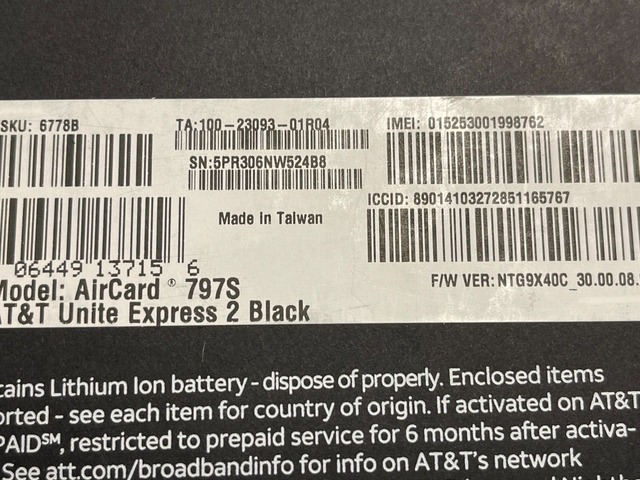 SKU: 6778B
TA:100-23093-01R04
IMEI: 015253001998762
SN:5PR306NW524B8
ICCID: 89014103272851165767
Made in Taiwan
06449 13715 6
F/W VER: NTG9X40C_30.00.08.
Model: AirCard® 797S
AT&T Unite Express 2 Black
tains Lithium Ion battery - dispose of properly. Enclosed items
orted - see each item for country of origin. If activated on AT&T
PAID℠, restricted to prepaid service for 6 months after activa-
See att.com/broadbandinfo for info on AT&T's network